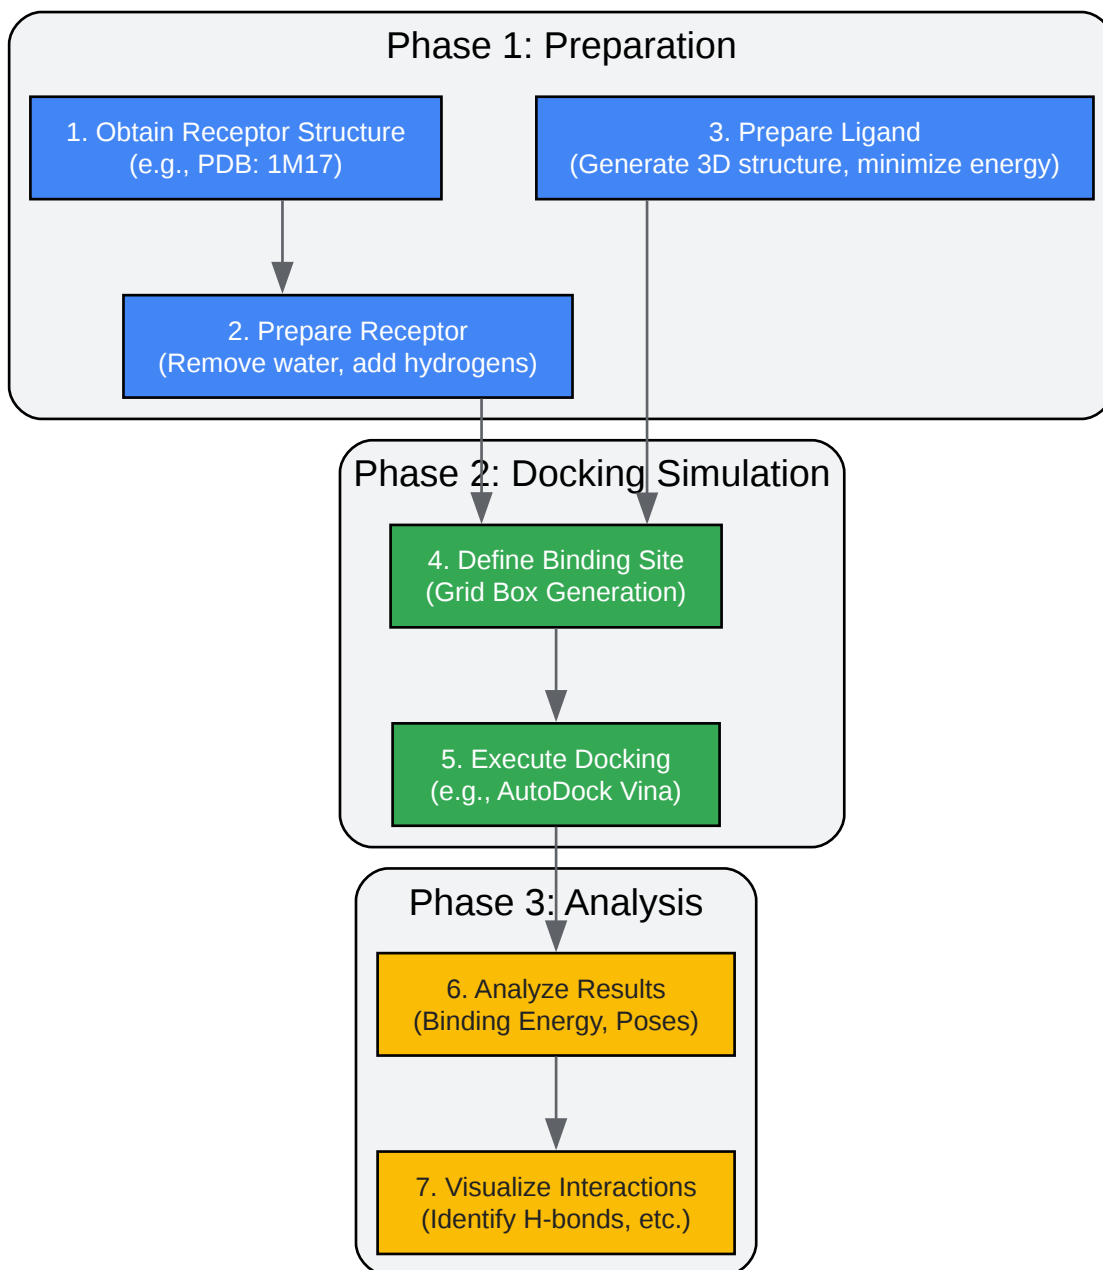 Phase 1: Preparation
1. Obtain Receptor Structure
(e.g., PDB: 1M17)
3. Prepare Ligand
(Generate 3D structure, minimize energy)
2. Prepare Receptor
(Remove water, add hydrogens)
Phase 2: Docking Simulation
4. Define Binding Site
(Grid Box Generation)
5. Execute Docking
(e.g., AutoDock Vina)
Phase 3: Analysis
6. Analyze Results
(Binding Energy, Poses)
7. Visualize Interactions
(Identify H-bonds, etc.)